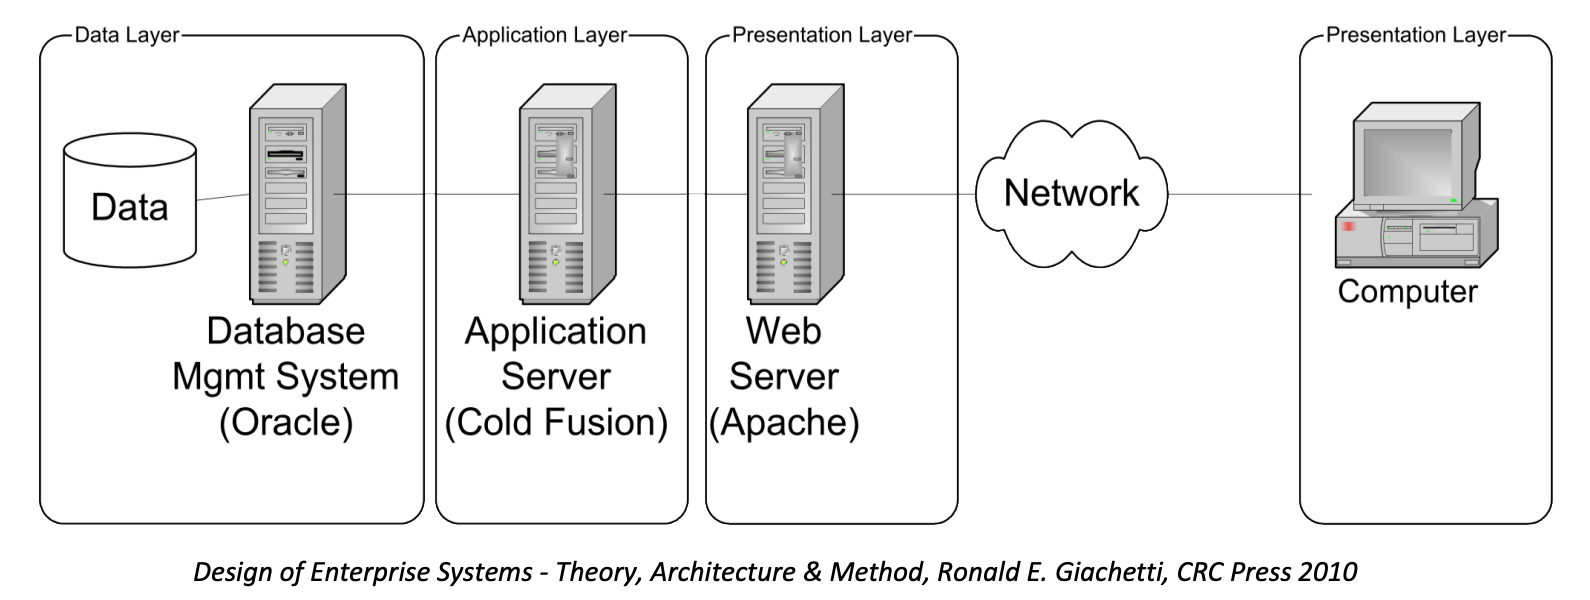 Data Layer
Application Layer
Presentation Layer
Presentation Layer
Data
Network
Computer
Database
Mgmt System
(Oracle)
Application
Server
(Cold Fusion)
Web
Server
(Apache)
Design of Enterprise Systems - Theory, Architecture & Method, Ronald E. Giachetti, CRC Press 2010